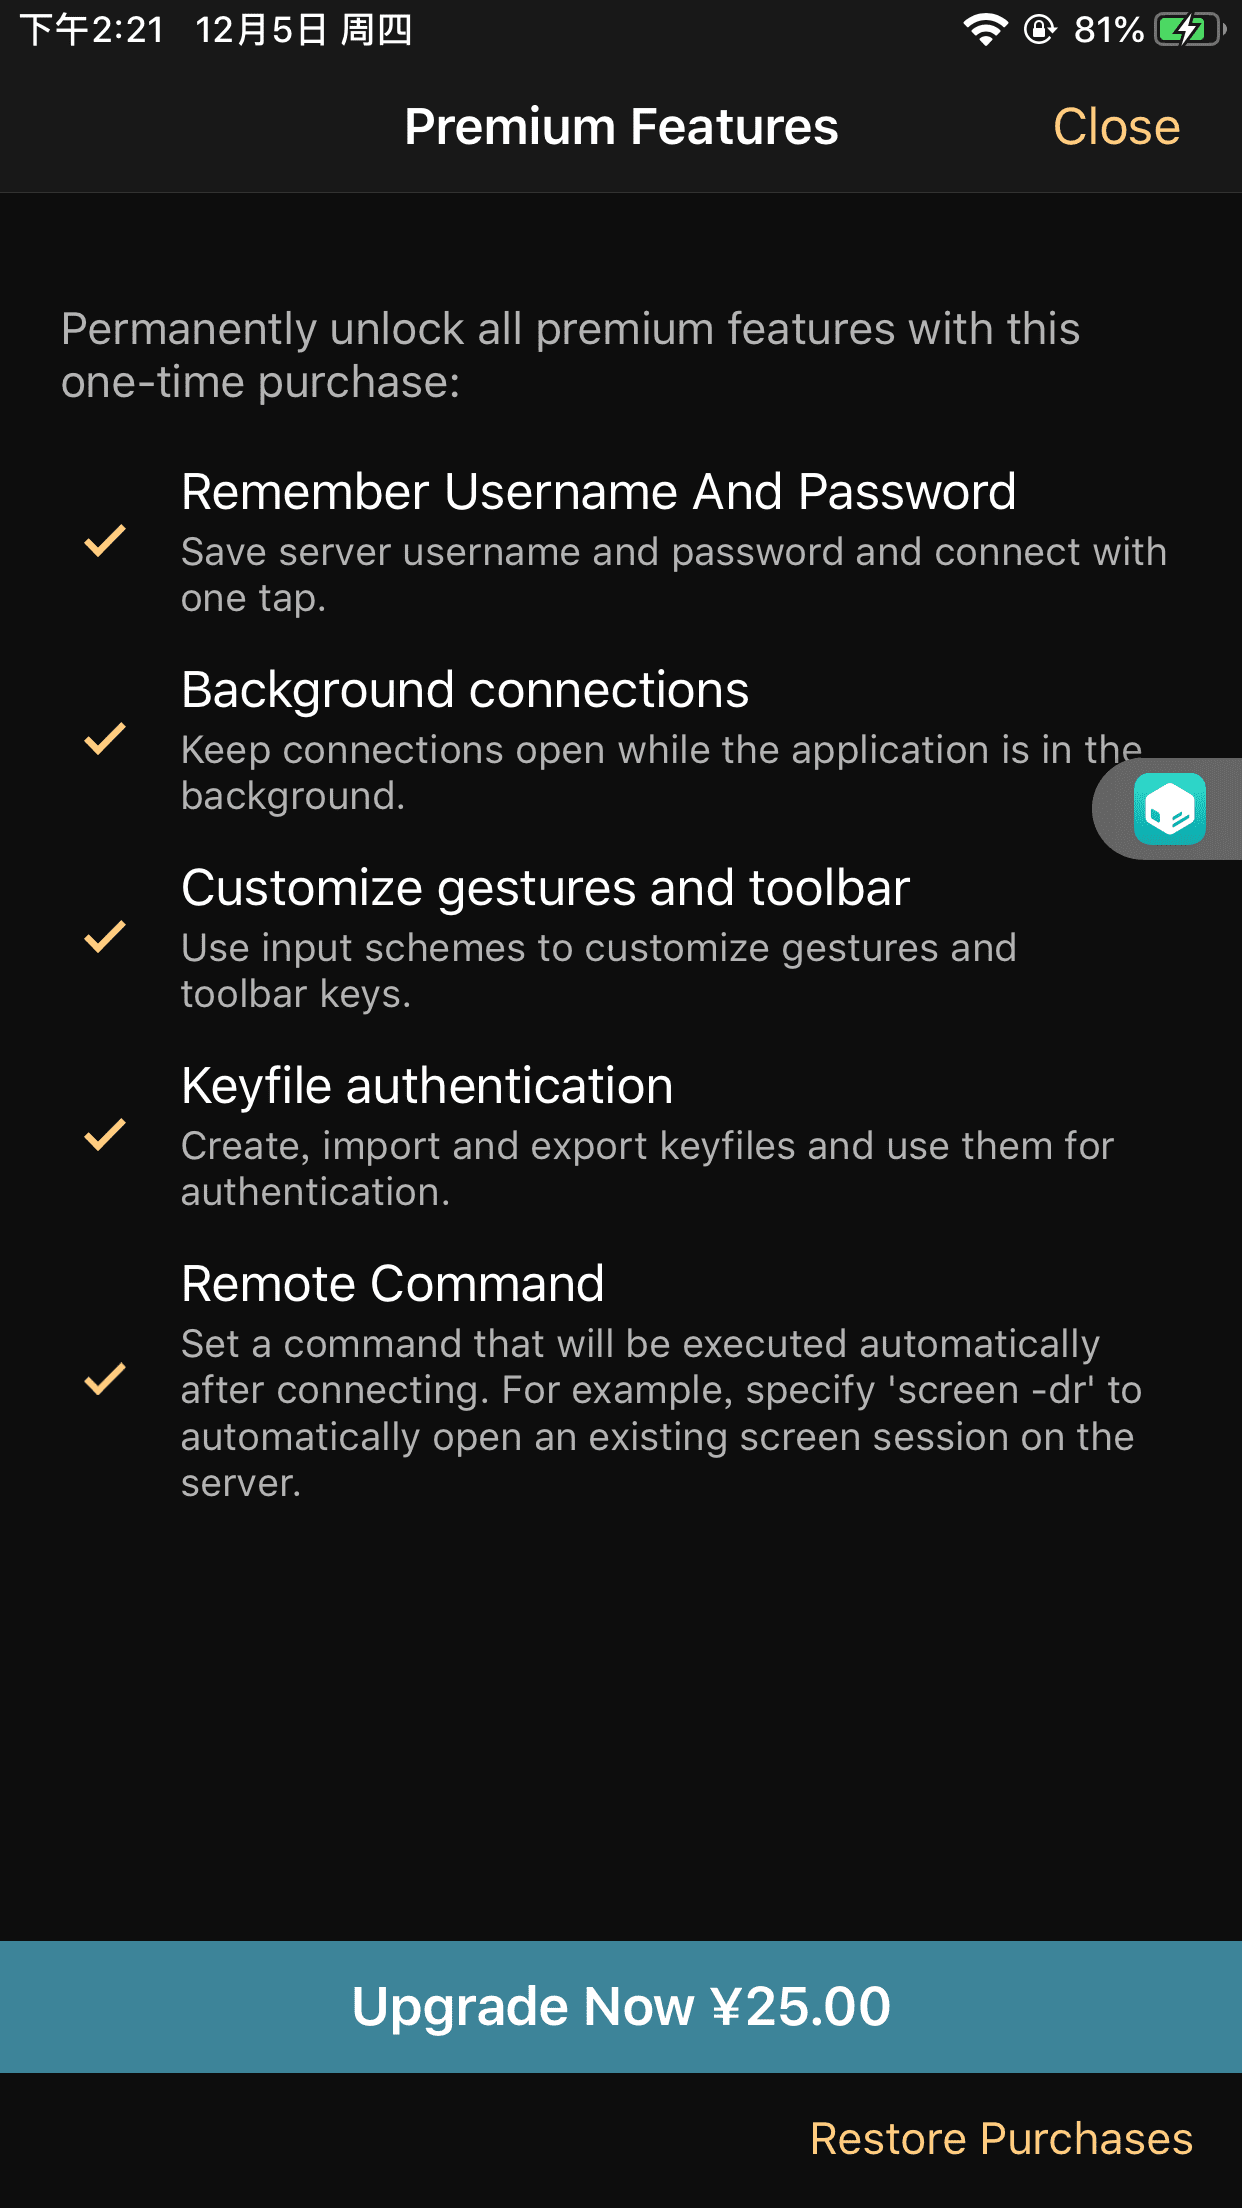 下午2:21 12月5日 周四 81%
Premium Features Close
Permanently unlock all premium features with this
one-time purchase:
Remember Username And Password
Save server username and password and connect with
one tap.
Background connections
Keep connections open while the application is in the
background.
Customize gestures and toolbar
Use input schemes to customize gestures and
toolbar keys.
Keyfile authentication
Create, import and export keyfiles and use them for
authentication.
Remote Command
Set a command that will be executed automatically
after connecting. For example, specify 'screen -dr' to
automatically open an existing screen session on the
server.
Upgrade Now ¥25.00
Restore Purchases